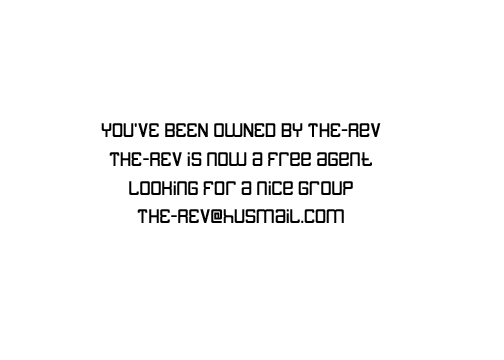 YOU'VE BEEN OWNED BY THE-REV
THE-REV is now a free agent
Looking for a nice group
THE-REV@husmail.com